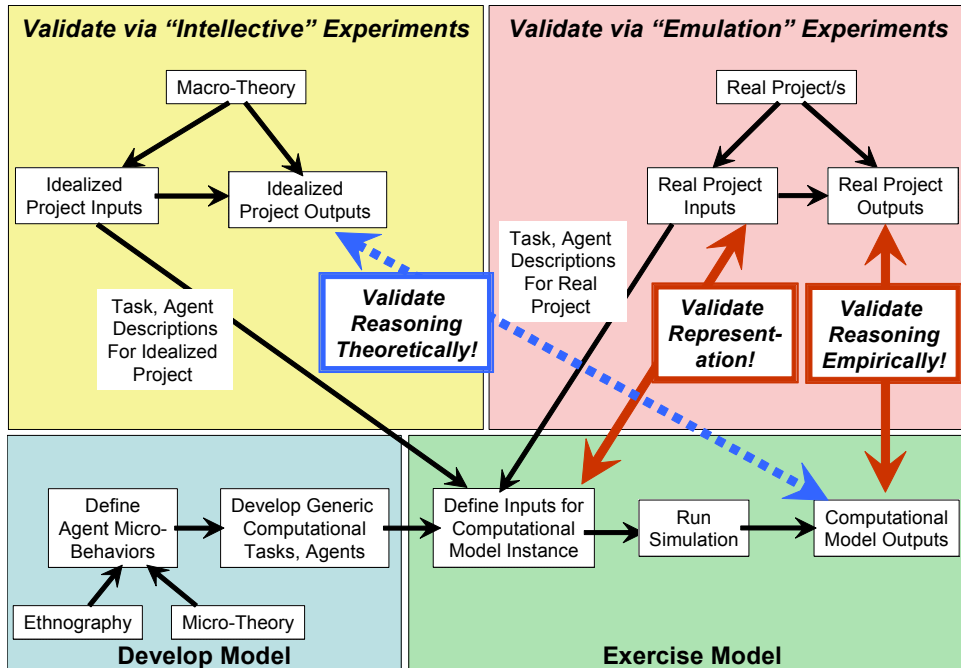 Validate via “Intellective” Experiments
Macro-Theory
Idealized
Project Inputs
Idealized
Project Outputs
Task, Agent
Descriptions
For Idealized
Project
Validate
Reasoning
Theoretically!
Validate via “Emulation” Experiments
Real Project/s
Real Project
Inputs
Real Project
Outputs
Task, Agent
Descriptions
For Real
Project
Validate
Represent-
ation!
Validate
Reasoning
Empirically!
Define
Agent Micro-
Behaviors
Develop Generic
Computational
Tasks, Agents
Ethnography
Micro-Theory
Develop Model
Define Inputs for
Computational
Model Instance
Run
Simulation
Computational
Model Outputs
Exercise Model